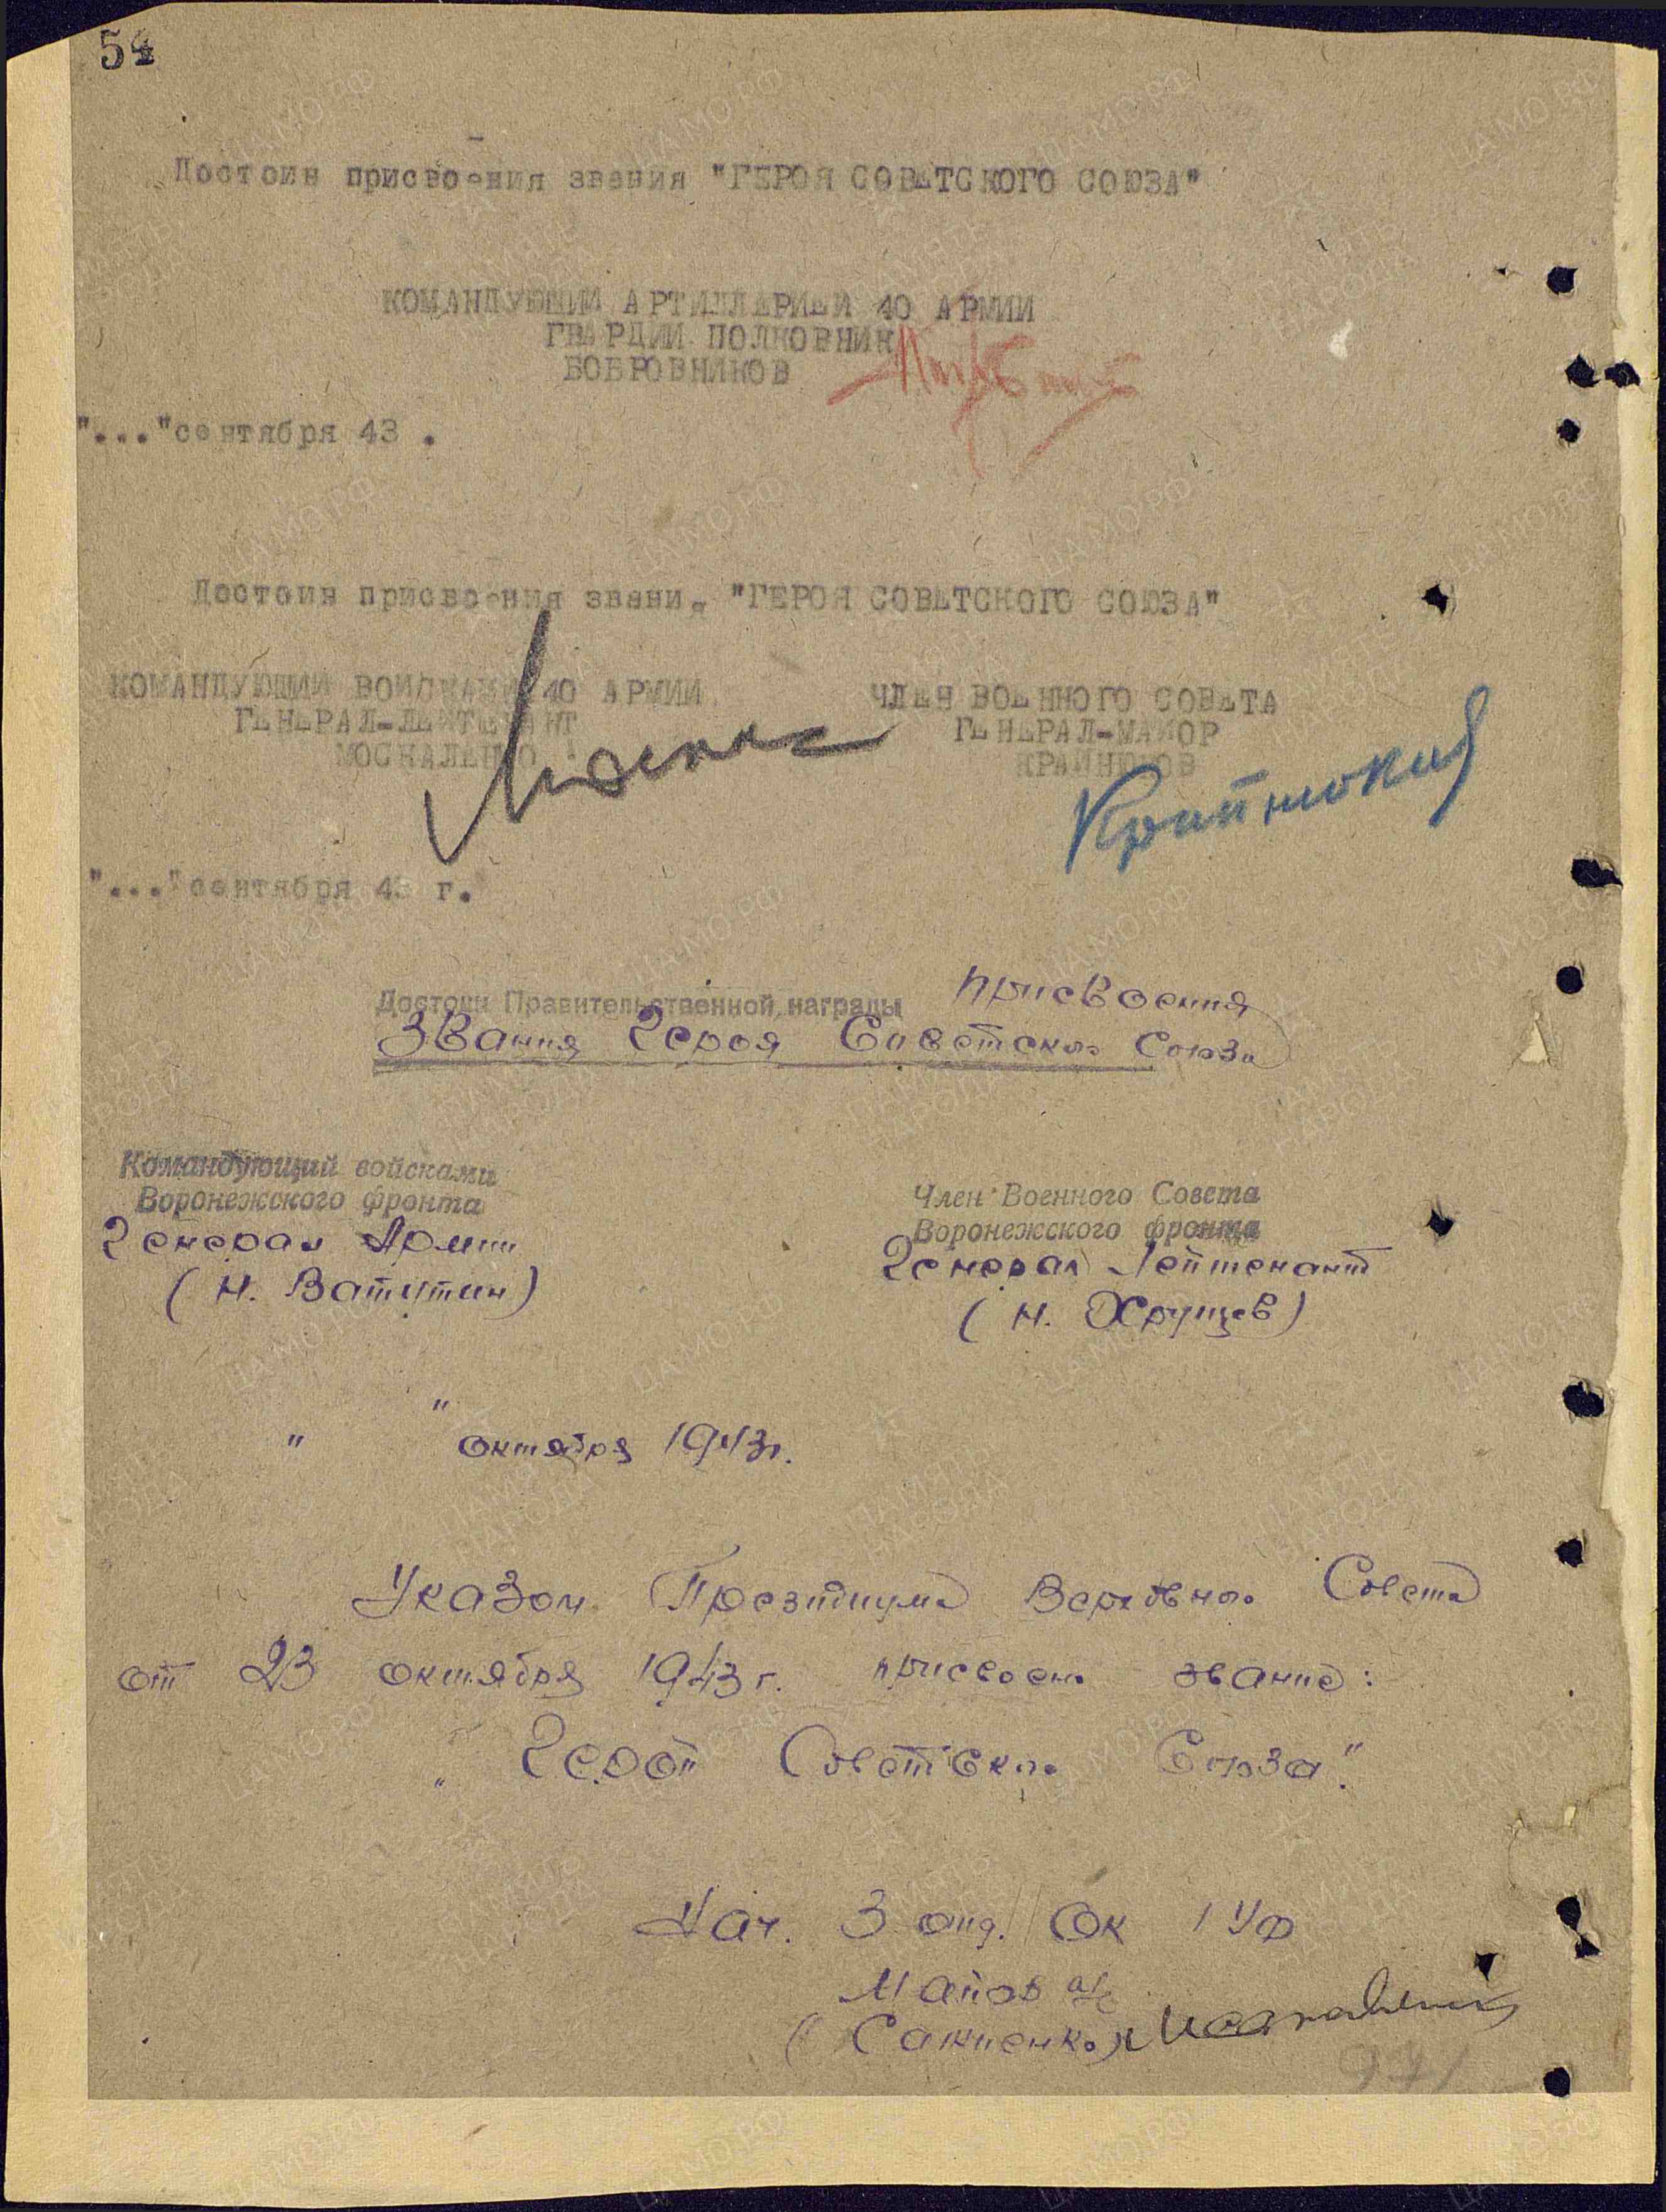 54
Достоин присвоения звания "ГЕРОЯ СОВЕТСКОГО СОЮЗА"
КОМАНДУЮЩИЙ АРТИЛЛЕРИЕЙ 40 АРМИИ
ГВАРДИИ ПОЛКОВНИК
БОБРОВНИКОВ
"..."сентября 43 .
Достоин присвоения звания "ГЕРОЯ СОВЕТСКОГО СОЮЗА"
КОМАНДУЮЩИЙ ВОЙСКАМИ 40 АРМИИ
ГЕНЕРАЛ-ЛЕЙТЕНАНТ
МОСКАЛЕНКО
ЧЛЕН ВОЕННОГО СОВЕТА
ГЕНЕРАЛ-МАЙОР
КРАЙНЮКОВ
Крайнюков
"..."сентября 43 г.
Достоин Правительственной награды присвоения
звания Героя Советского Союза
Командующий войсками
Воронежского фронта
Генерал Армии
(Н. Ватутин)
Член Военного Совета
Воронежского фронта
Генерал Лейтенант
(Н. Хрущев)
" " октября 1943г.
Указом Президиума Верховного Совета
от 23 октября 1943 г. присвоено звание:
"Герой Советского Союза".
Нач. 3 отд. ОК 1 УФ
Майор а/с